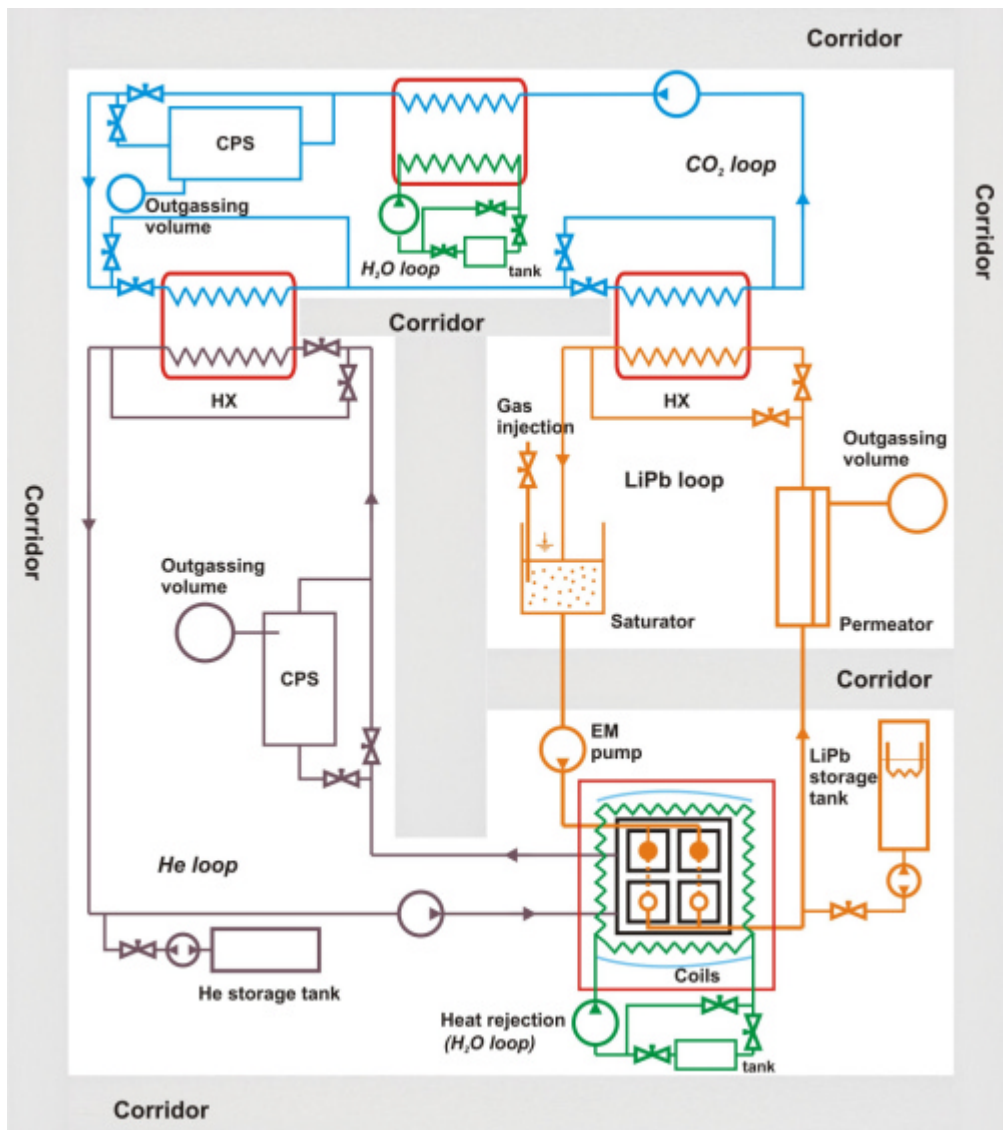 Corridor
CPS
CO₂ loop
Outgassing
volume
H₂O loop
tank
Corridor
Corridor
HX
HX
Gas
injection
Outgassing
volume
LiPb loop
Corridor
Outgassing
volume
Saturator
Permeator
CPS
Corridor
EM
pump
LiPb
storage
tank
He loop
Coils
He storage tank
Heat rejection
(H₂O loop)
tank
Corridor